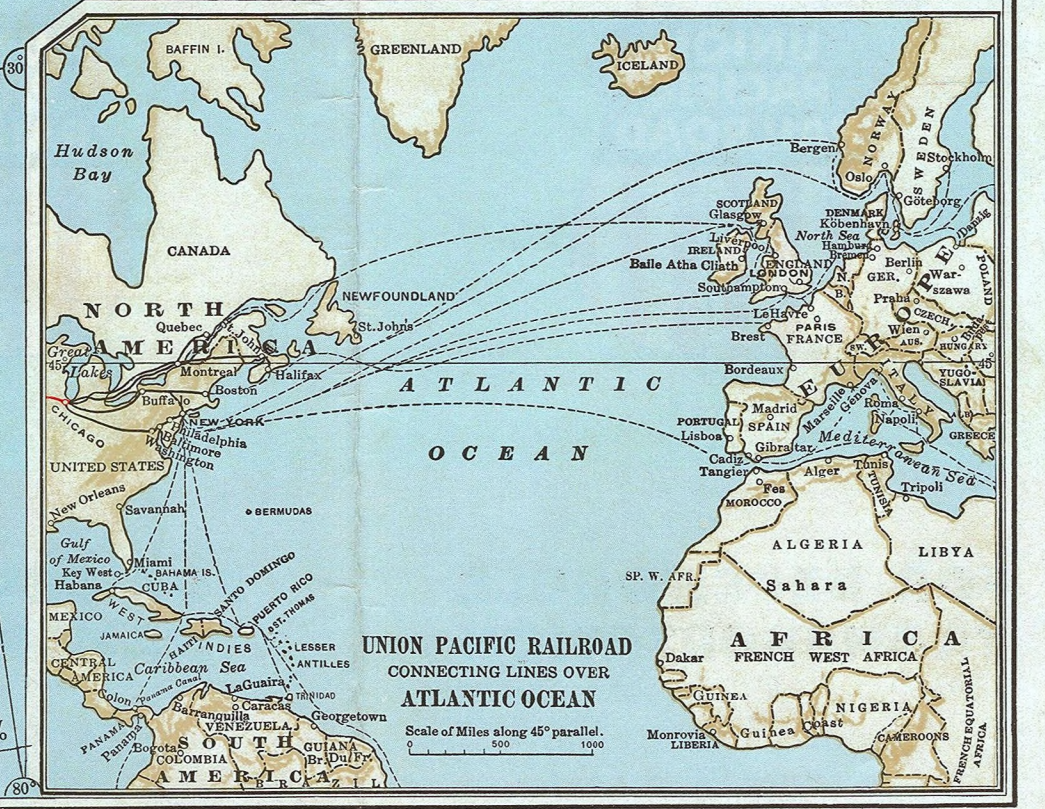 30°
BAFFIN I.
GREENLAND
ICELAND
NORWAY
SWEDEN
Bergen
Stockholm
Oslo
Hudson
Bay
Göteborg
SCOTLAND
Glasgow
DENMARK
Köbenhavn
Danzig
North Sea
Liverpo
IRELAND
Hamburg
Bremen
CANADA
Baile Atha Cliath
ENGLAND
LONDON
Berlin
GER.
War-
szawa
POLAND
Southampton
N.
B.
Praha
CZECH.
NEWFOUNDLAND
NORTH
AMERICA
LeHavre
PARIS
FRANCE
EUROPE
Wien
AUS.
HUNGARY
Quebec
St. John
St.John's
Brest
SW.
Great
Lakes
45°
45°
Montreal
Halifax
Bordeaux
YUGO-
SLAVIA
Boston
Buffalo
ATLANTIC
OCEAN
CHICAGO
NEW YORK
Philadelphia
Baltimore
Washington
Marseille
Genova
ITALY
Roma
Napoli
ALB.
GREECE
Madrid
SPAIN
PORTUGAL
Lisboa
Gibraltar
Mediterranean Sea
Cadiz
Tangier
Alger
Tunis
TUNISIA
Tripoli
Fes
MOROCCO
UNITED STATES
New Orleans
Savannah
BERMUDAS
ALGERIA
LIBYA
Gulf
of Mexico
Miami
Key West
BAHAMA IS.
Habana
CUBA
SP. W. AFR.
Sahara
SANTO DOMINGO
PUERTO RICO
ST. THOMAS
MEXICO
WEST
INDIES
JAMAICA
HAITI
LESSER
ANTILLES
UNION PACIFIC RAILROAD
CONNECTING LINES OVER
ATLANTIC OCEAN
AFRICA
FRENCH WEST AFRICA
Dakar
CENTRAL
AMERICA
Caribbean Sea
Colon
Panama Canal
LaGuaira
TRINIDAD
Caracas
Barranquilla
VENEZUELA
Georgetown
GUINEA
NIGERIA
FRENCH EQUATORIAL
AFRICA
Scale of Miles along 45° parallel.
0 500 1000
Monrovia
LIBERIA
Guinea Coast
CAMEROONS
PANAMA
Panama
Bogota
COLOMBIA
SOUTH
AMERICA
GUIANA
Br. Du. Fr.
BRAZIL
80°